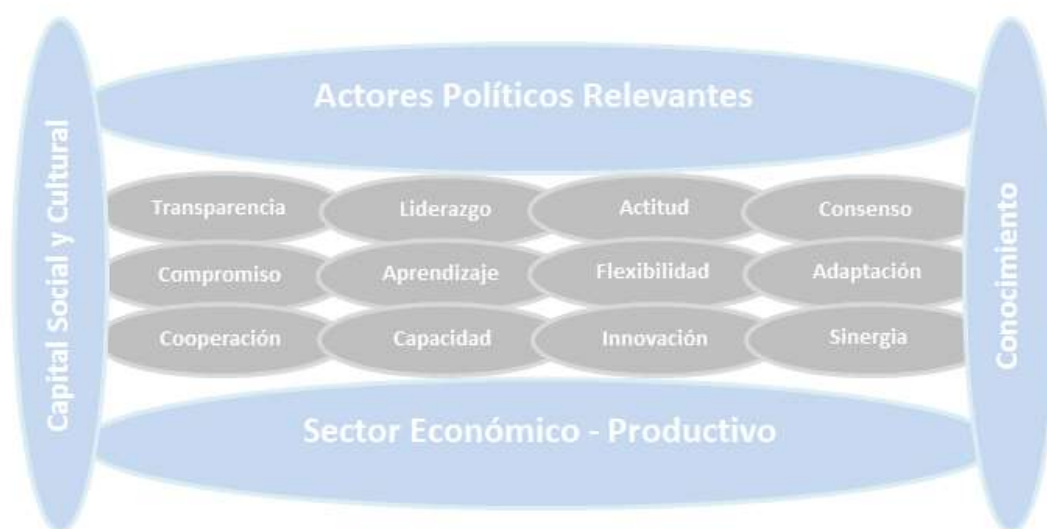 Actores Políticos Relevantes
Capital Social y Cultural
Transparencia
Liderazgo
Actitud
Consenso
Compromiso
Aprendizaje
Flexibilidad
Adaptación
Cooperación
Capacidad
Innovación
Sinergia
Conocimiento
Sector Económico - Productivo